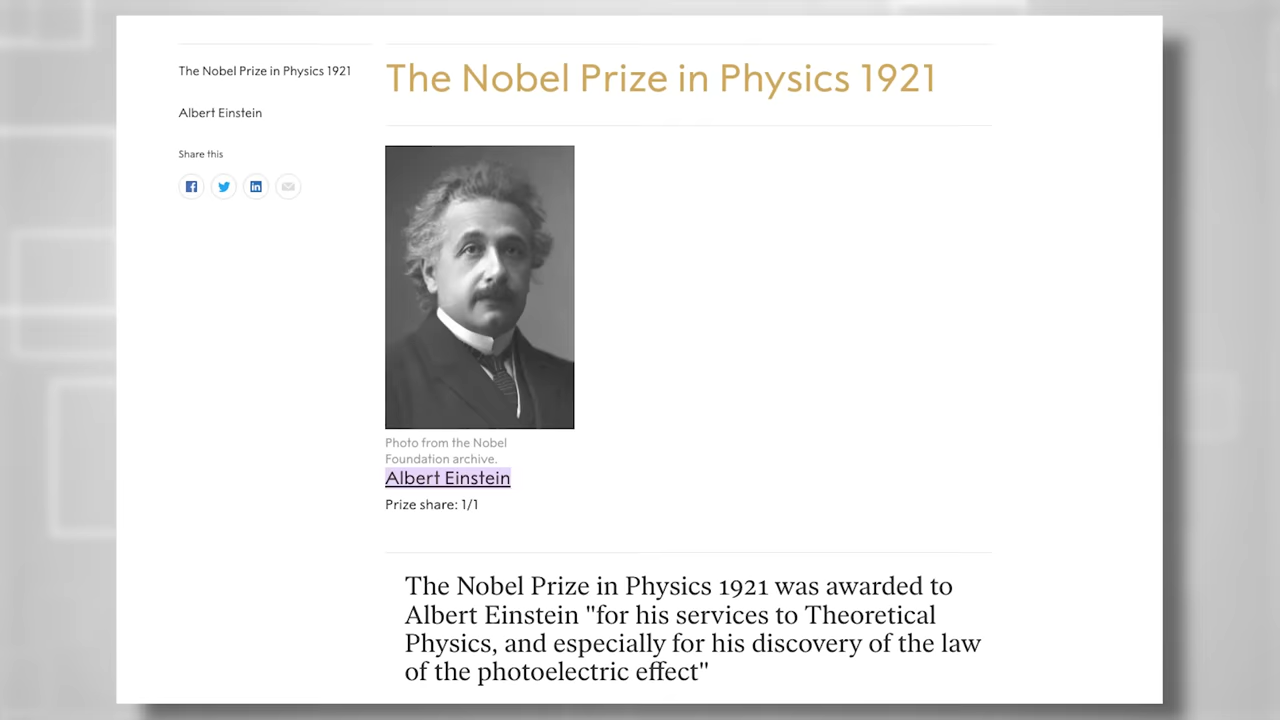 The Nobel Prize in Physics 1921
Albert Einstein
Share this
The Nobel Prize in Physics 1921
Photo from the Nobel
Foundation archive.
Albert Einstein
Prize share: 1/1
The Nobel Prize in Physics 1921 was awarded to
Albert Einstein "for his services to Theoretical
Physics, and especially for his discovery of the law
of the photoelectric effect"